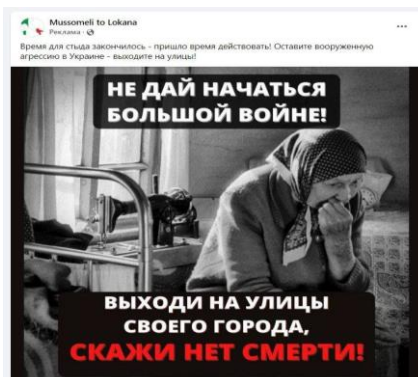 Mussomeli to Lokana
Реклама ·
Время для стыда закончилось - пришло время действовать! Оставите вооруженную
агрессию в Украине - выходите на улицы!
НЕ ДАЙ НАЧАТЬСЯ
БОЛЬШОЙ ВОЙНЕ!
ВЫХОДИ НА УЛИЦЫ
СВОЕГО ГОРОДА,
СКАЖИ НЕТ СМЕРТИ!